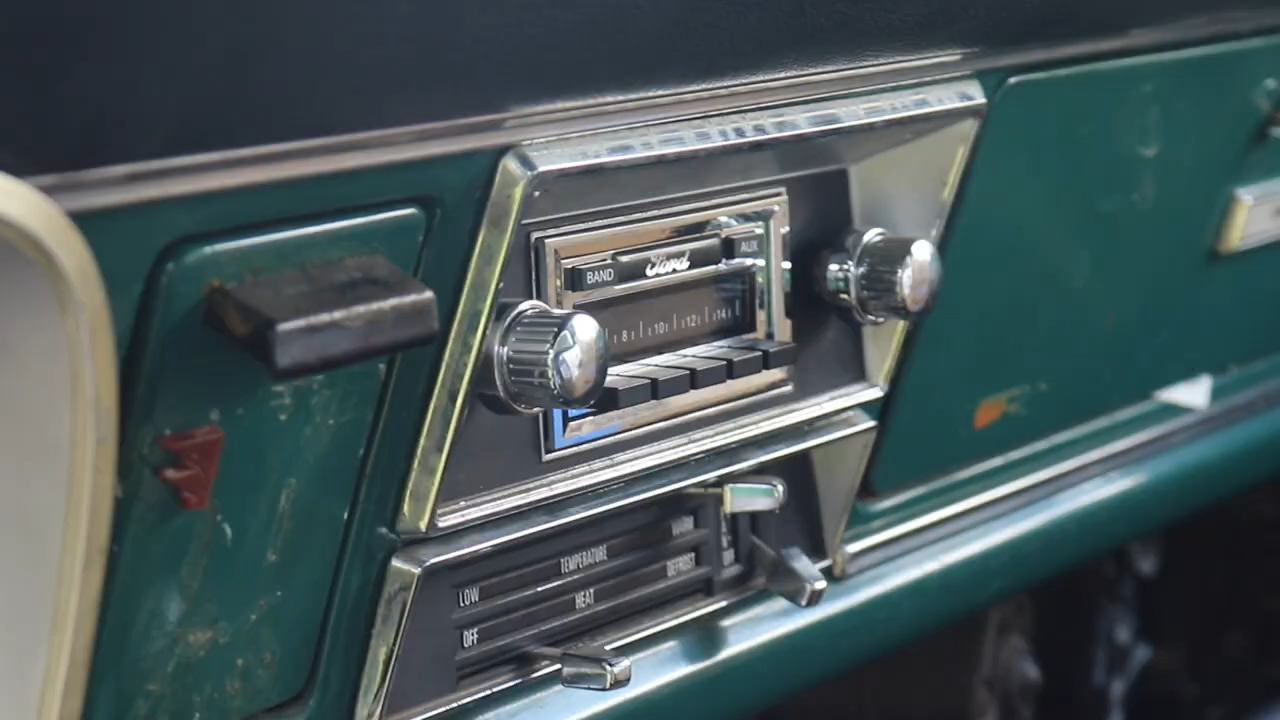 BAND
Ford
AUX
8 10 12 14
TEMPERATURE
WARM
LOW
HEAT
DEFROST
OFF